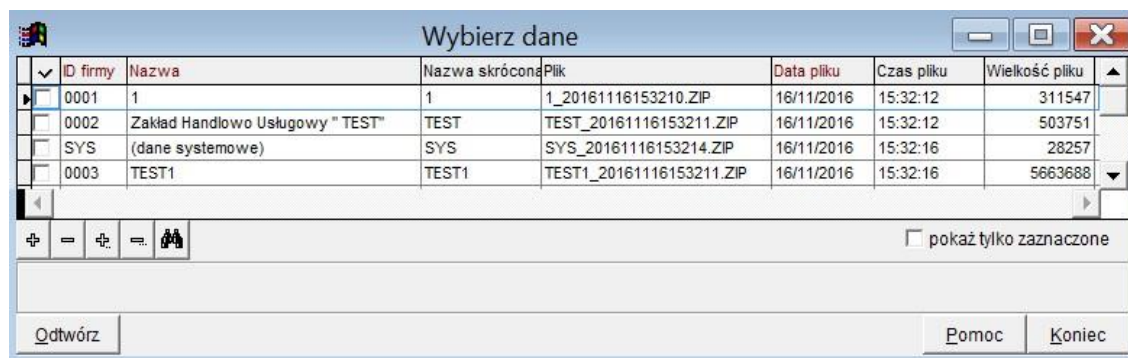 Wybierz dane
ID firmy Nazwa Nazwa skrócona Plik Data pliku Czas pliku Wielkość pliku
0001 1 1 1_20161116153210.ZIP 16/11/2016 15:32:12 311547
0002 Zakład Handlowo Usługowy " TEST" TEST TEST_20161116153211.ZIP 16/11/2016 15:32:12 503751
SYS (dane systemowe) SYS SYS_20161116153214.ZIP 16/11/2016 15:32:16 28257
0003 TEST1 TEST1 TEST1_20161116153211.ZIP 16/11/2016 15:32:16 5663688
pokaż tylko zaznaczone
Odtwórz Pomoc Koniec